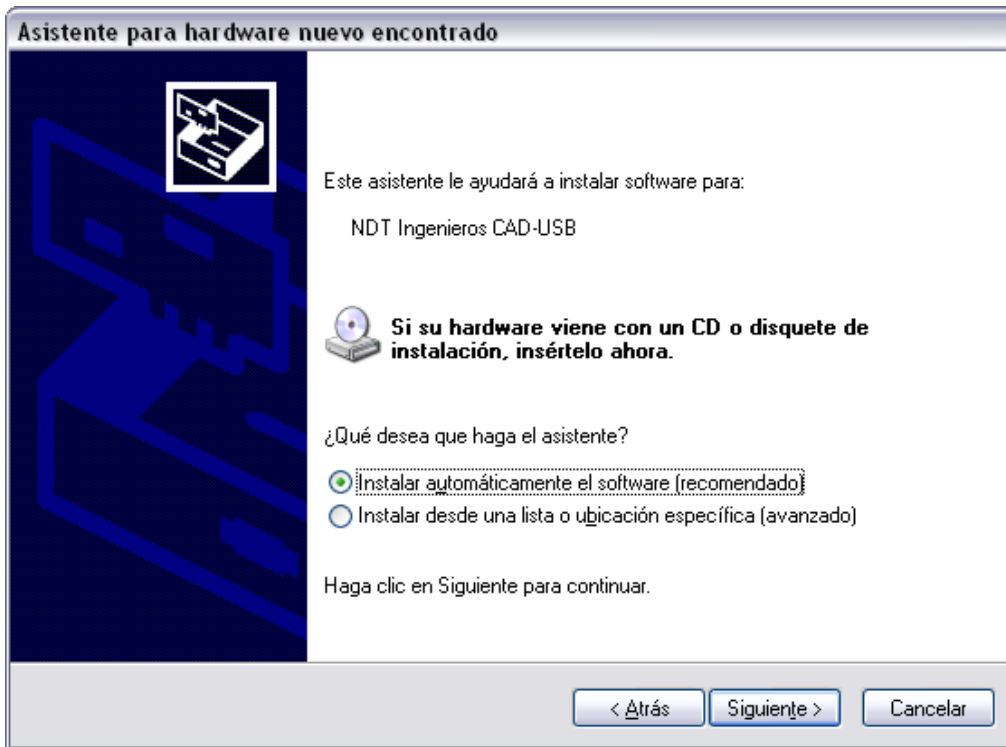 Asistente para hardware nuevo encontrado
Este asistente le ayudará a instalar software para:
NDT Ingenieros CAD-USB
Si su hardware viene con un CD o disquete de
instalación, insértelo ahora.
¿Qué desea que haga el asistente?
Instalar automáticamente el software (recomendado)
Instalar desde una lista o ubicación específica (avanzado)
Haga clic en Siguiente para continuar.
< Atrás Siguiente > Cancelar